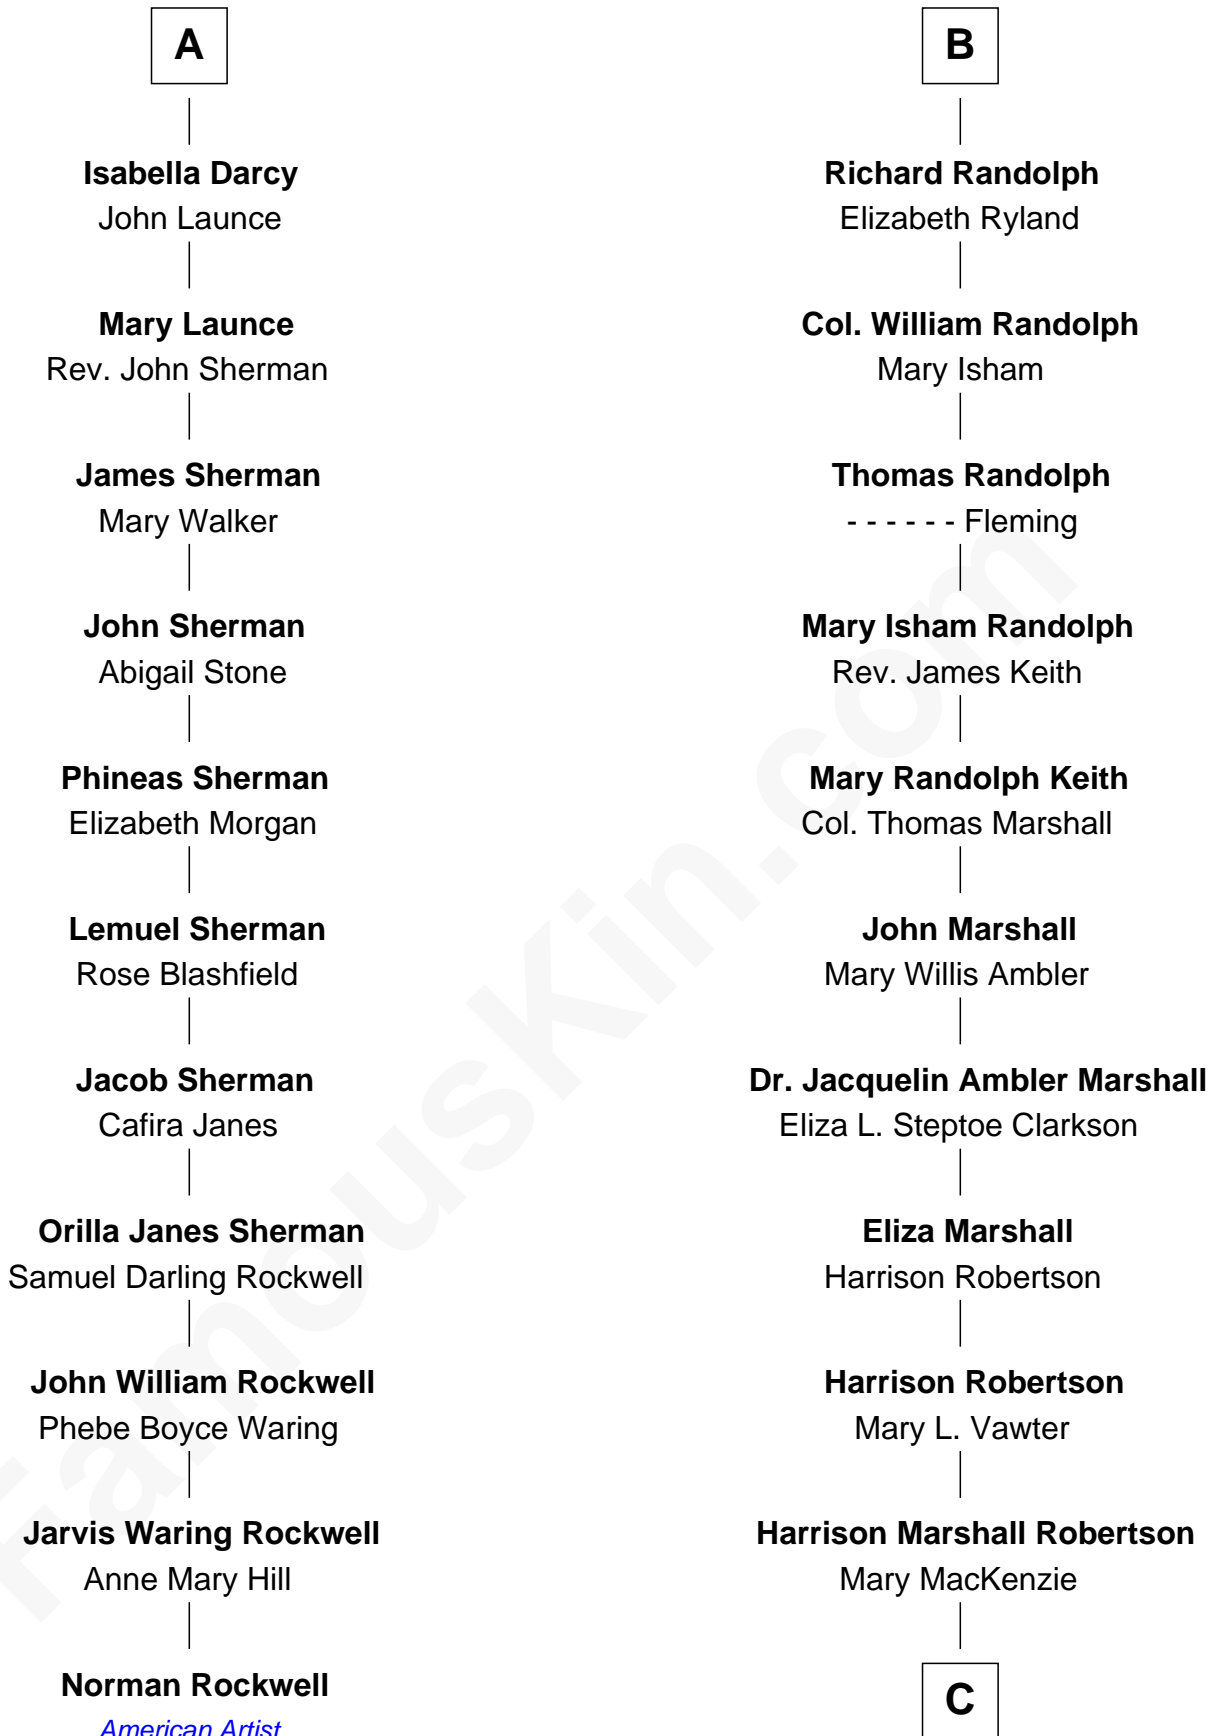 A
Isabella Darcy
John Launce
Mary Launce
Rev. John Sherman
James Sherman
Mary Walker
John Sherman
Abigail Stone
Phineas Sherman
Elizabeth Morgan
Lemuel Sherman
Rose Blashfield
Jacob Sherman
Cafira Janes
Orilla Janes Sherman
Samuel Darling Rockwell
John William Rockwell
Phebe Boyce Waring
Jarvis Waring Rockwell
Anne Mary Hill
Norman Rockwell
American Artist
B
Richard Randolph
Elizabeth Ryland
Col. William Randolph
Mary Isham
Thomas Randolph
- - - - - - Fleming
Mary Isham Randolph
Rev. James Keith
Mary Randolph Keith
Col. Thomas Marshall
John Marshall
Mary Willis Ambler
Dr. Jacquelin Ambler Marshall
Eliza L. Steptoe Clarkson
Eliza Marshall
Harrison Robertson
Harrison Robertson
Mary L. Vawter
Harrison Marshall Robertson
Mary MacKenzie
C
FamousKin.com